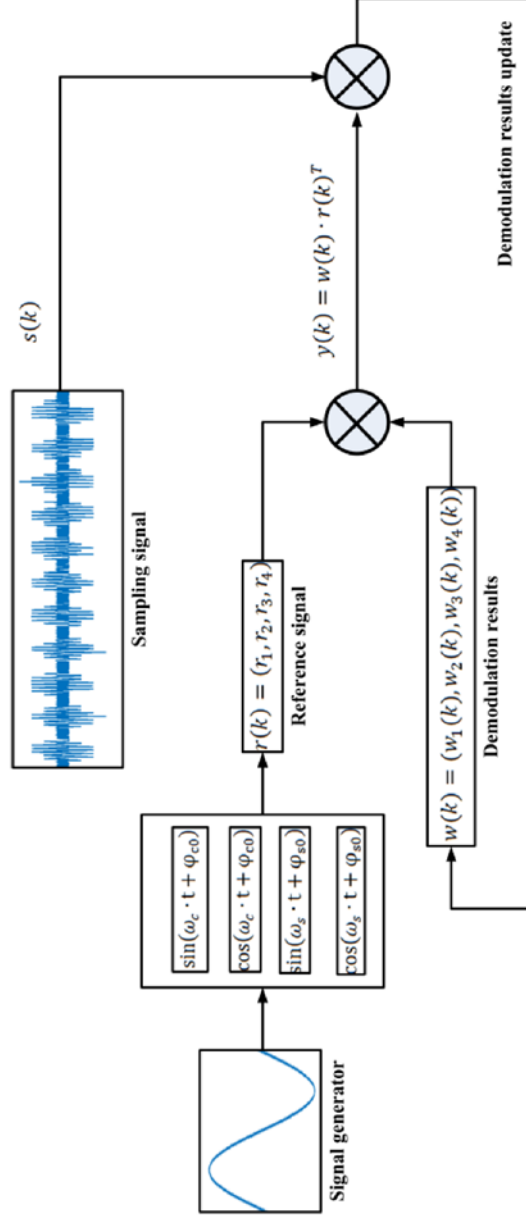 s(k)
Sampling signal
sin(ω_c · t + φ_c0)
cos(ω_c · t + φ_c0)
sin(ω_s · t + φ_s0)
cos(ω_s · t + φ_s0)
Signal generator
r(k) = (r_1, r_2, r_3, r_4)
Reference signal
y(k) = w(k) · r(k)^T
w(k) = (w_1(k), w_2(k), w_3(k), w_4(k))
Demodulation results
Demodulation results update